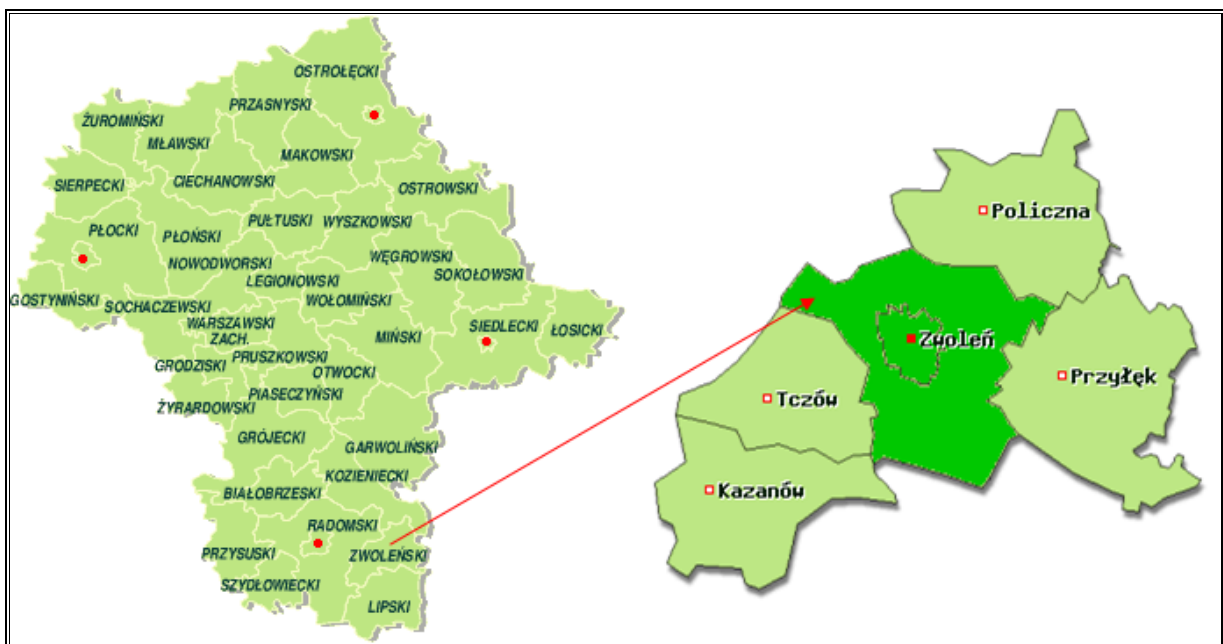 OSTROŁĘCKI
PRZASNYSKI
ŻUROMIŃSKI
MŁAWSKI
MAKOWSKI
SIERPECKI
CIECHANOWSKI
OSTROWSKI
PŁOCKI
PŁOŃSKI
PUŁTUSKI
WYSZKOWSKI
NOWODWORSKI
WĘGROWSKI
LEGIONOWSKI
SOKOŁOWSKI
GOSTYNIŃSKI
SOCHACZEWSKI
WOŁOMIŃSKI
WARSZAWSKI
ZACH.
MIŃSKI
SIEDLECKI
ŁOSICKI
PRUSZKOWSKI
GRODZISKI
OTWOCKI
PIASECZYŃSKI
ŻYRARDOWSKI
GRÓJECKI
GARWOLIŃSKI
KOZIENIECKI
BIAŁOBRZESKI
RADOMSKI
PRZYSUSKI
ZWOLEŃSKI
SZYDŁOWIECKI
LIPSKI
Policzna
Zwoleń
Przyłęk
Tczów
Kazanów